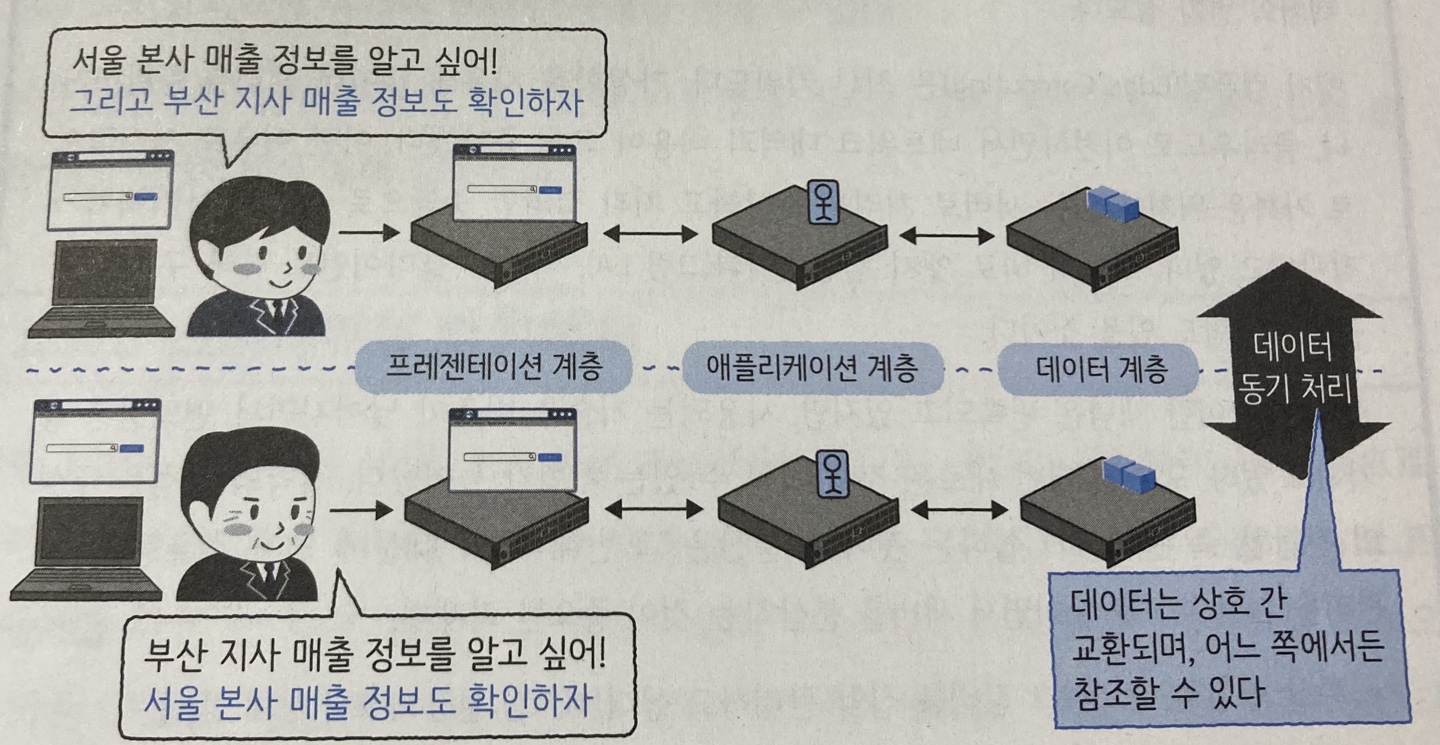 서울 본사 매출 정보를 알고 싶어!
그리고 부산 지사 매출 정보도 확인하자
프레젠테이션 계층
애플리케이션 계층
데이터 계층
데이터
동기 처리
부산 지사 매출 정보를 알고 싶어!
서울 본사 매출 정보도 확인하자
데이터는 상호 간
교환되며, 어느 쪽에서든
참조할 수 있다